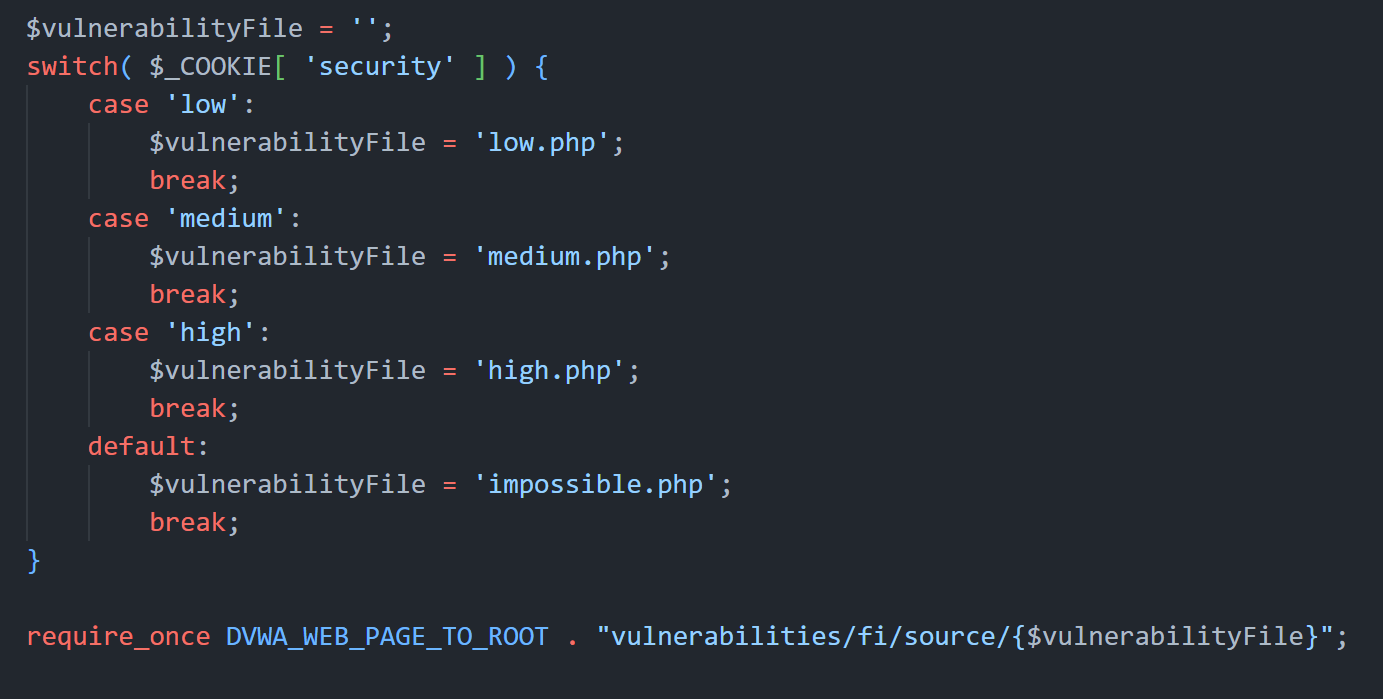 $vulnerabilityFile = '';
switch( $_COOKIE[ 'security' ] ) {
    case 'low':
        $vulnerabilityFile = 'low.php';
        break;
    case 'medium':
        $vulnerabilityFile = 'medium.php';
        break;
    case 'high':
        $vulnerabilityFile = 'high.php';
        break;
    default:
        $vulnerabilityFile = 'impossible.php';
        break;
}

require_once DVWA_WEB_PAGE_TO_ROOT . "vulnerabilities/fi/source/{$vulnerabilityFile}";